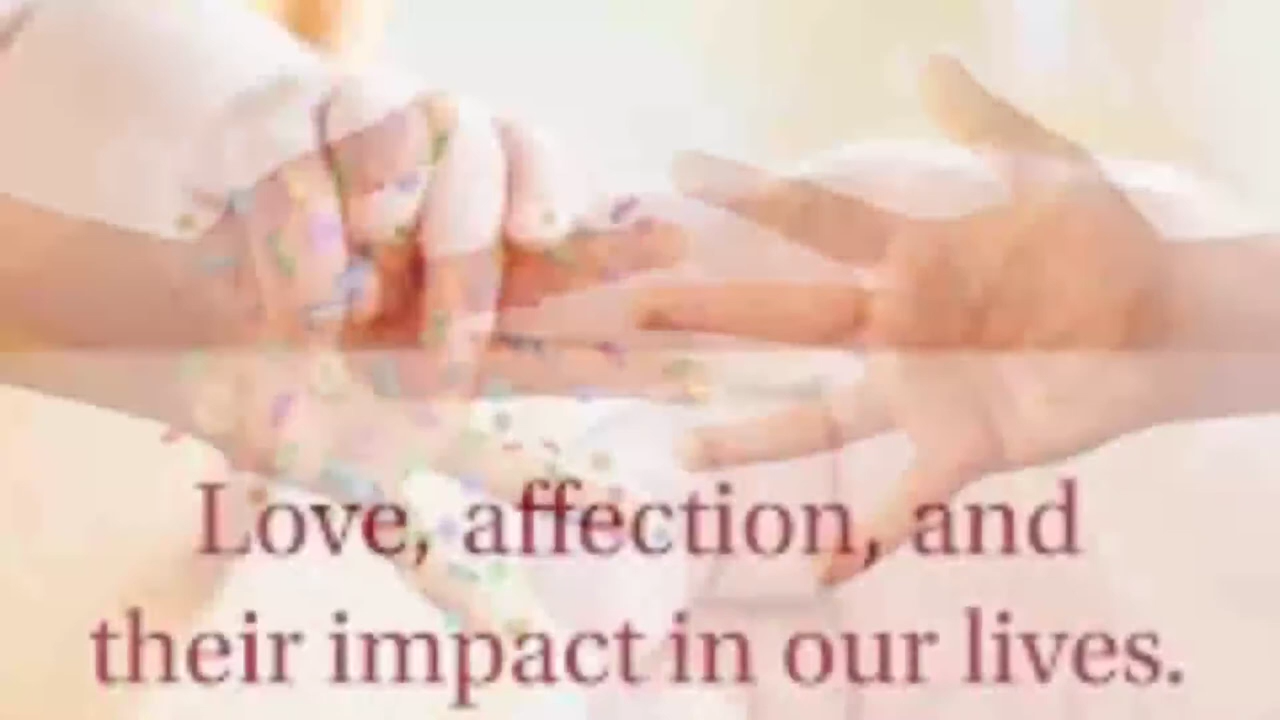 Love, affection, and
their impact in our lives.